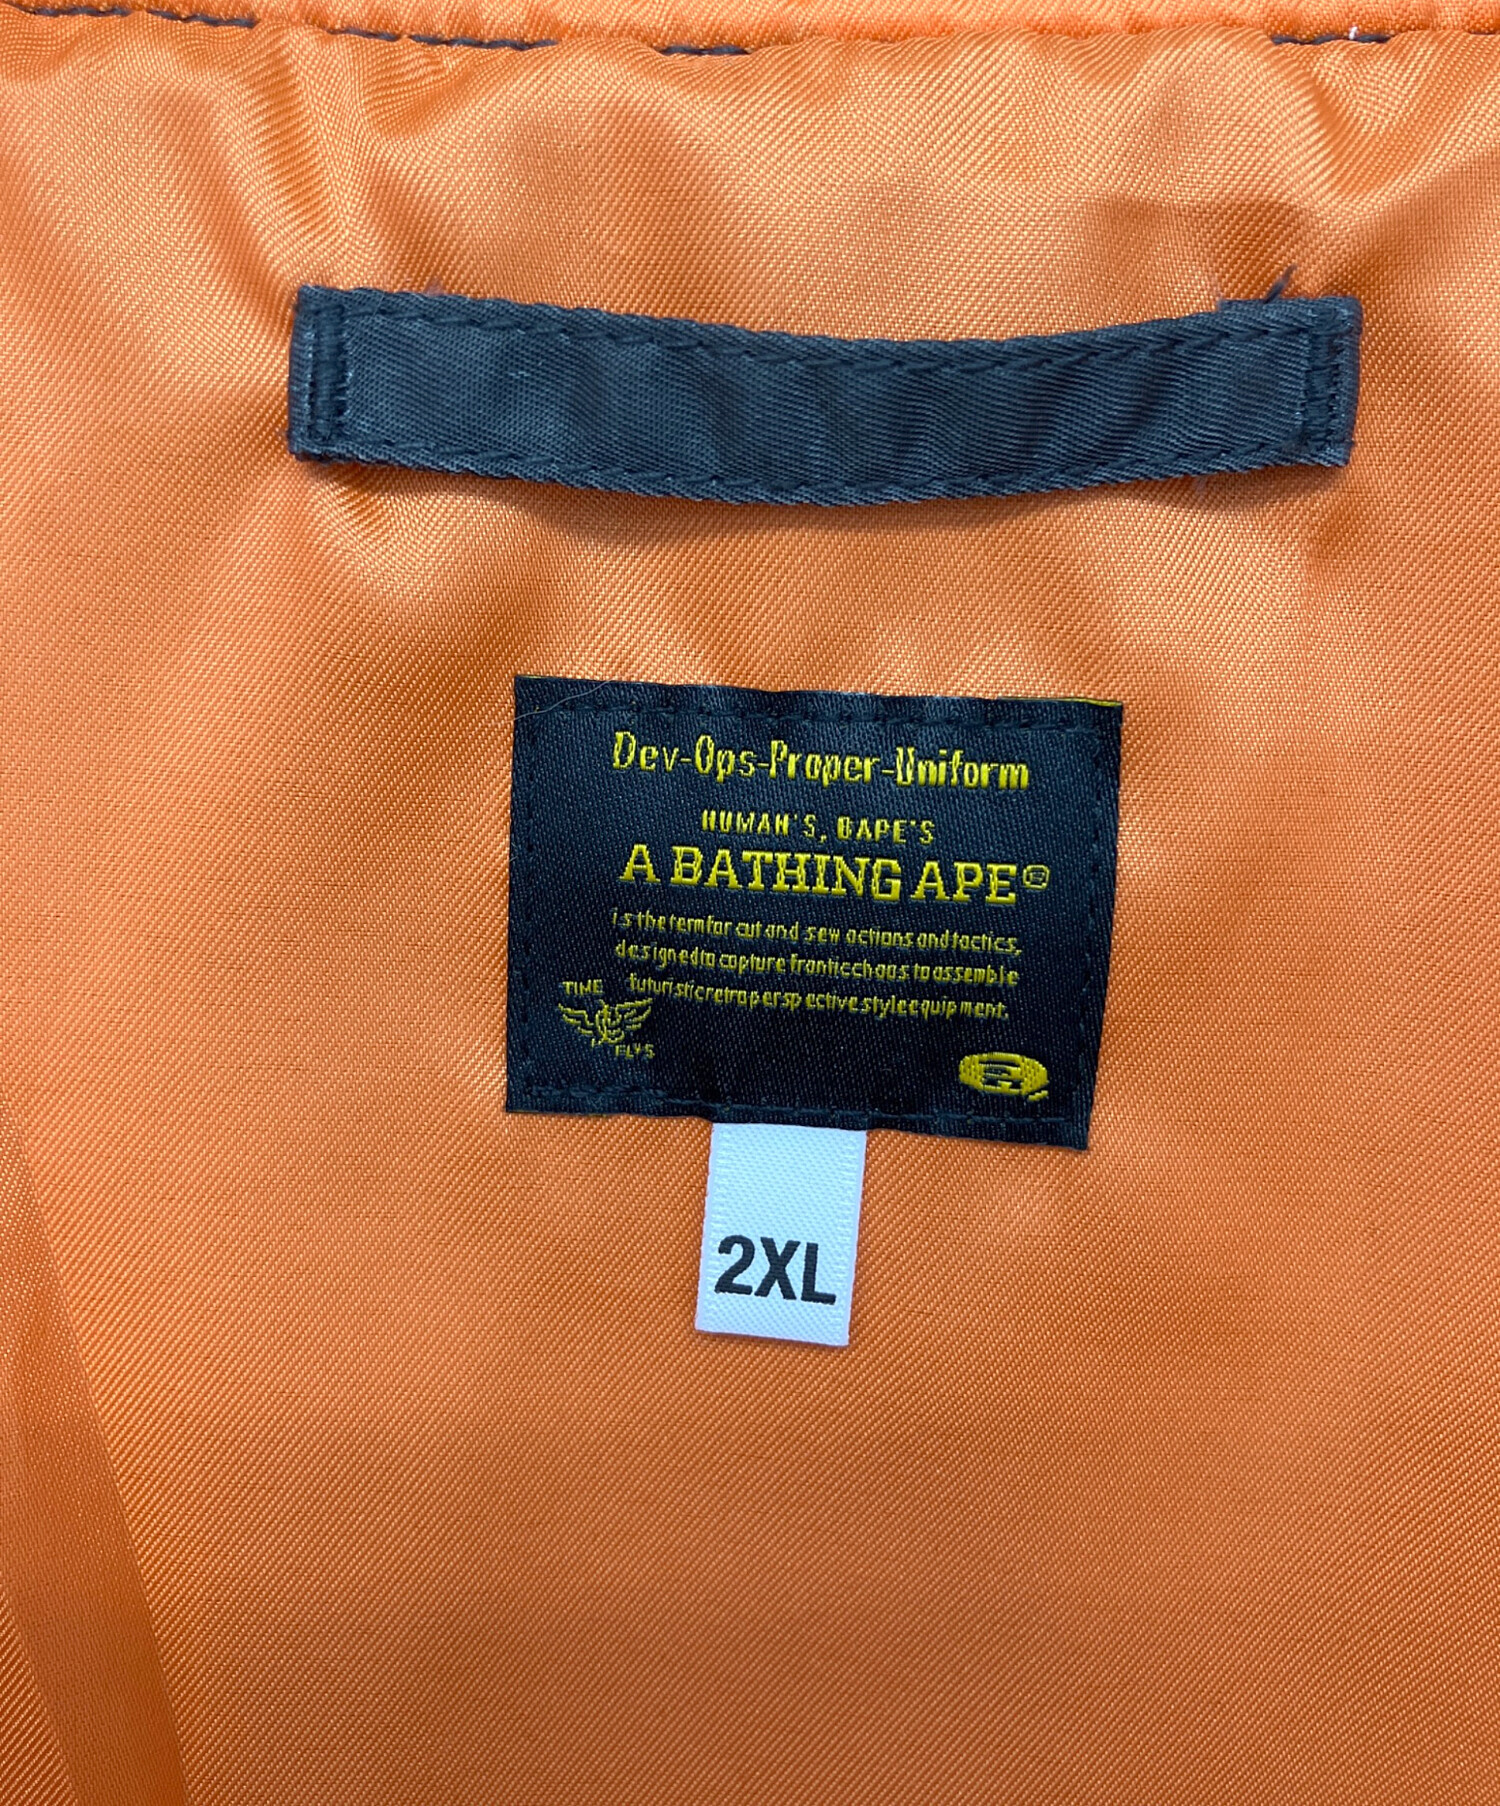 Dev-Ops-Proper-Uniform
HUMAN'S, BAPE'S
A BATHING APE®
is the term for cut and sew actions and tactics,
designed to capture frantic chaos to assemble
futuristic retro perspective style equipment.
TIME
FLYS
2XL